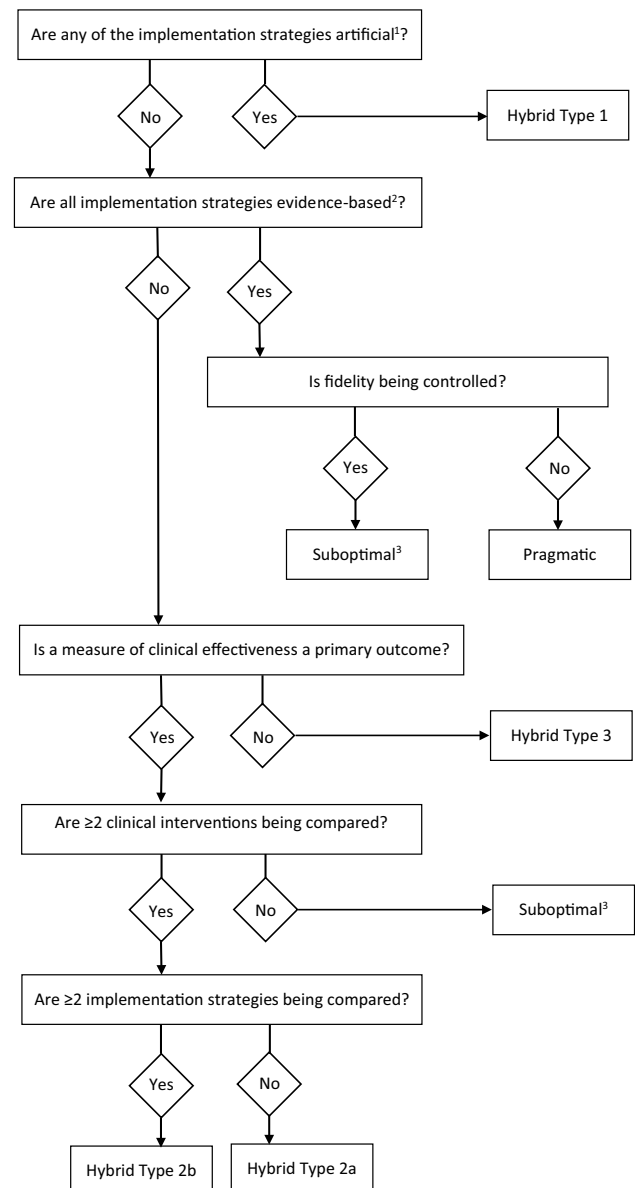 Are any of the implementation strategies artificial¹?
No
Yes
Hybrid Type 1
Are all implementation strategies evidence-based²?
No
Yes
Is fidelity being controlled?
Yes
No
Suboptimal³
Pragmatic
Is a measure of clinical effectiveness a primary outcome?
Yes
No
Hybrid Type 3
Are ≥2 clinical interventions being compared?
Yes
No
Suboptimal³
Are ≥2 implementation strategies being compared?
Yes
No
Hybrid Type 2b
Hybrid Type 2a